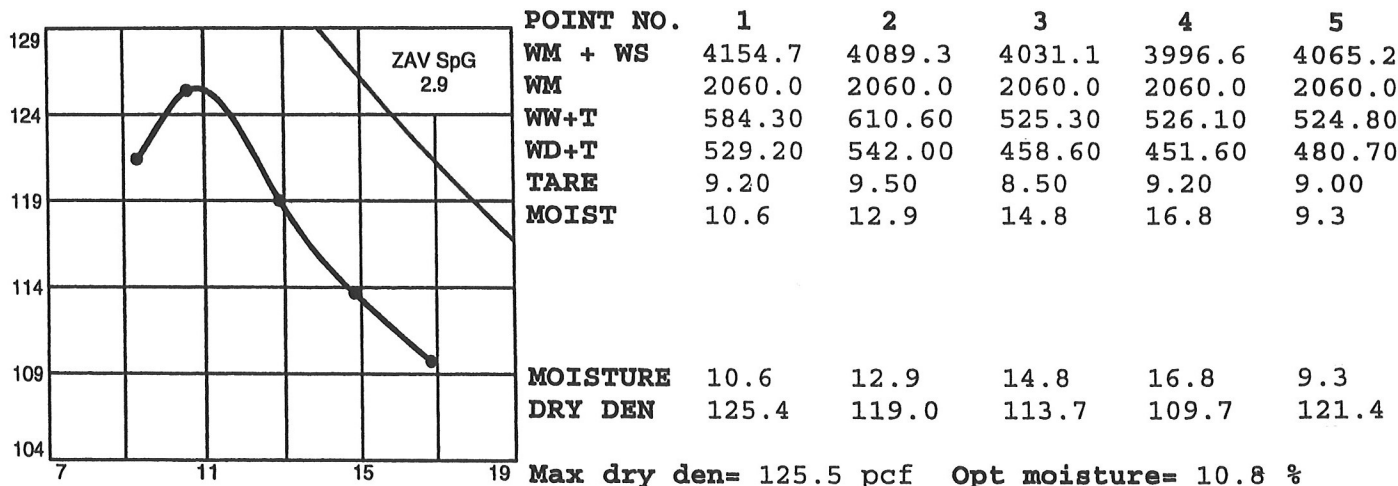 129
124
119
114
109
104
7 11 15 19
ZAV SpG
2.9
POINT NO. 1 2 3 4 5
WM + WS 4154.7 4089.3 4031.1 3996.6 4065.2
WM 2060.0 2060.0 2060.0 2060.0 2060.0
WW+T 584.30 610.60 525.30 526.10 524.80
WD+T 529.20 542.00 458.60 451.60 480.70
TARE 9.20 9.50 8.50 9.20 9.00
MOIST 10.6 12.9 14.8 16.8 9.3
MOISTURE 10.6 12.9 14.8 16.8 9.3
DRY DEN 125.4 119.0 113.7 109.7 121.4
Max dry den= 125.5 pcf Opt moisture= 10.8 %